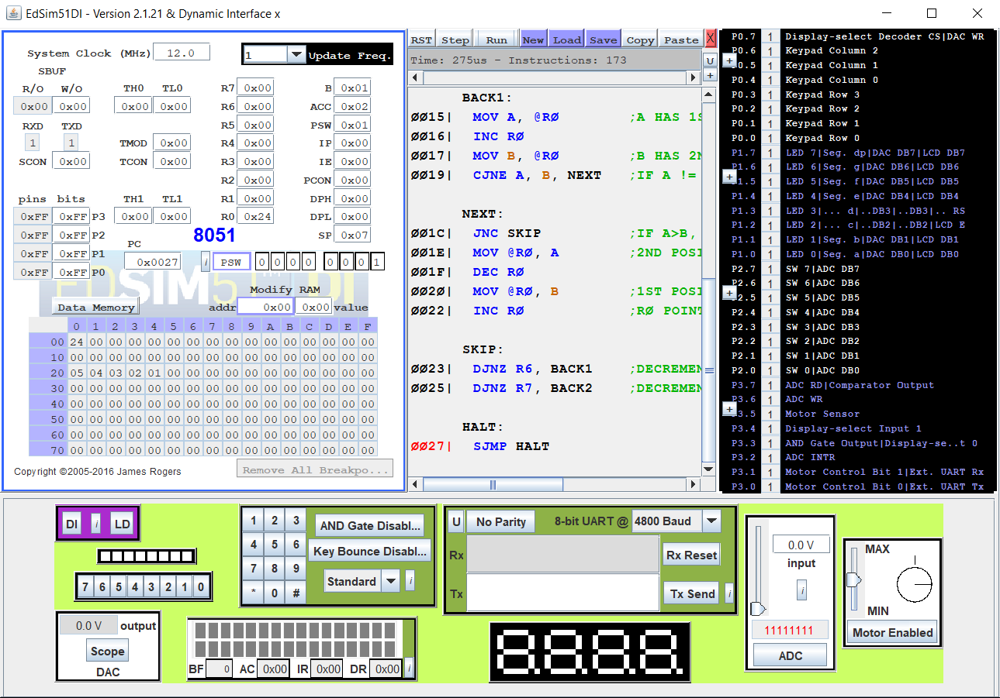 EdSim51DI - Version 2.1.21 & Dynamic Interface x
System Clock (MHz) 12.0 1 Update Freq.
SBUF
R/O W/O TH0 TL0 R7 0x00 B 0x01
0x00 0x00 0x00 0x00 R6 0x00 ACC 0x02
RXD TXD R5 0x00 PSW 0x01
1 1 TMOD 0x00 R4 0x00 IP 0x00
SCON 0x00 TCON 0x00 R3 0x00 IE 0x00
R2 0x00 PCON 0x00
pins bits TH1 TL1 R1 0x00 DPH 0x00
0xFF 0xFF P3 0x00 0x00 R0 0x24 DPL 0x00
0xFF 0xFF P2 8051 SP 0x07
0xFF 0xFF P1 PC
0x0027 i PSW 0 0 0 0 0 0 0 1
0xFF 0xFF P0
EDSIM51DI
TM
Modify RAM
Data Memory addr 0x00 0x00 value
0 1 2 3 4 5 6 7 8 9 A B C D E F
00 24 00 00 00 00 00 00 00 00 00 00 00 00 00 00 00
10 00 00 00 00 00 00 00 00 00 00 00 00 00 00 00 00
20 05 04 03 02 01 00 00 00 00 00 00 00 00 00 00 00
30 00 00 00 00 00 00 00 00 00 00 00 00 00 00 00 00
40 00 00 00 00 00 00 00 00 00 00 00 00 00 00 00 00
50 00 00 00 00 00 00 00 00 00 00 00 00 00 00 00 00
60 00 00 00 00 00 00 00 00 00 00 00 00 00 00 00 00
70 00 00 00 00 00 00 00 00 00 00 00 00 00 00 00 00
Copyright ©2005-2016 James Rogers Remove All Breakpo...
RST Step Run New Load Save Copy Paste X
Time: 275us - Instructions: 173 U
+
BACK1:
0015| MOV A, @R0 ;A HAS 1S
0016| INC R0
0017| MOV B, @R0 ;B HAS 2N
0019| CJNE A, B, NEXT ;IF A !=
NEXT:
001C| JNC SKIP ;IF A>B,
001E| MOV @R0, A ;2ND POSI
001F| DEC R0
0020| MOV @R0, B ;1ST POSI
0022| INC R0 ;R0 POINT
SKIP:
0023| DJNZ R6, BACK1 ;DECREMEN
0025| DJNZ R7, BACK2 ;DECREMEN
HALT:
0027| SJMP HALT
P0.7 1 Display-select Decoder CS|DAC WR
P0.6 1 Keypad Column 2
+ 0.5 1 Keypad Column 1
P0.4 1 Keypad Column 0
P0.3 1 Keypad Row 3
P0.2 1 Keypad Row 2
P0.1 1 Keypad Row 1
P0.0 1 Keypad Row 0
P1.7 1 LED 7|Seg. dp|DAC DB7|LCD DB7
P1.6 1 LED 6|Seg. g|DAC DB6|LCD DB6
+ 1.5 1 LED 5|Seg. f|DAC DB5|LCD DB5
P1.4 1 LED 4|Seg. e|DAC DB4|LCD DB4
P1.3 1 LED 3|... d|..DB3|..DB3|.. RS
P1.2 1 LED 2|... c|..DB2|..DB2|LCD E
P1.1 1 LED 1|Seg. b|DAC DB1|LCD DB1
P1.0 1 LED 0|Seg. a|DAC DB0|LCD DB0
P2.7 1 SW 7|ADC DB7
P2.6 1 SW 6|ADC DB6
+ 2.5 1 SW 5|ADC DB5
P2.4 1 SW 4|ADC DB4
P2.3 1 SW 3|ADC DB3
P2.2 1 SW 2|ADC DB2
P2.1 1 SW 1|ADC DB1
P2.0 1 SW 0|ADC DB0
P3.7 1 ADC RD|Comparator Output
P3.6 1 ADC WR
+ 3.5 1 Motor Sensor
P3.4 1 Display-select Input 1
P3.3 1 AND Gate Output|Display-se..t 0
P3.2 1 ADC INTR
P3.1 1 Motor Control Bit 1|Ext. UART Rx
P3.0 1 Motor Control Bit 0|Ext. UART Tx
DI i LD
7 6 5 4 3 2 1 0
0.0 V output
Scope
DAC
1 2 3 AND Gate Disabl...
4 5 6 Key Bounce Disabl...
7 8 9 Standard i
* 0 #
BF 0 AC 0x00 IR 0x00 DR 0x00 i
U No Parity 8-bit UART @ 4800 Baud
Rx Rx Reset
Tx Tx Send i
8.8.8.8.
0.0 V
input
i
11111111
ADC
MAX
MIN
Motor Enabled